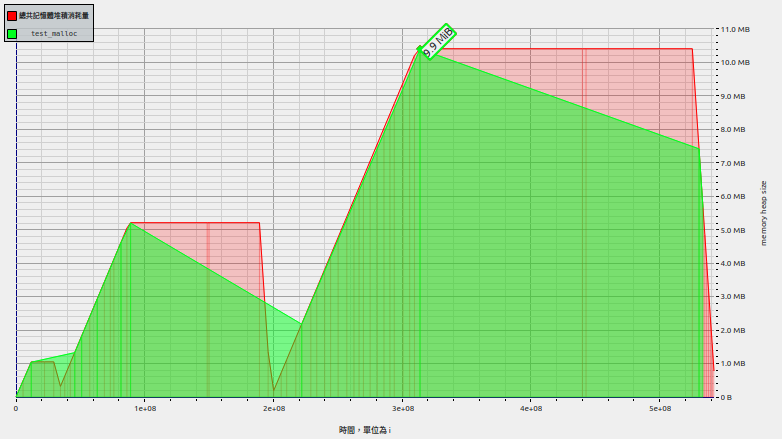 總共記憶體堆積消耗量
test_malloc
9.9 MiB
11.0 MB
10.0 MB
9.0 MB
8.0 MB
7.0 MB
6.0 MB
5.0 MB
4.0 MB
3.0 MB
2.0 MB
1.0 MB
0 B
memory heap size
0
1e+08
2e+08
3e+08
4e+08
5e+08
時間，單位為 i